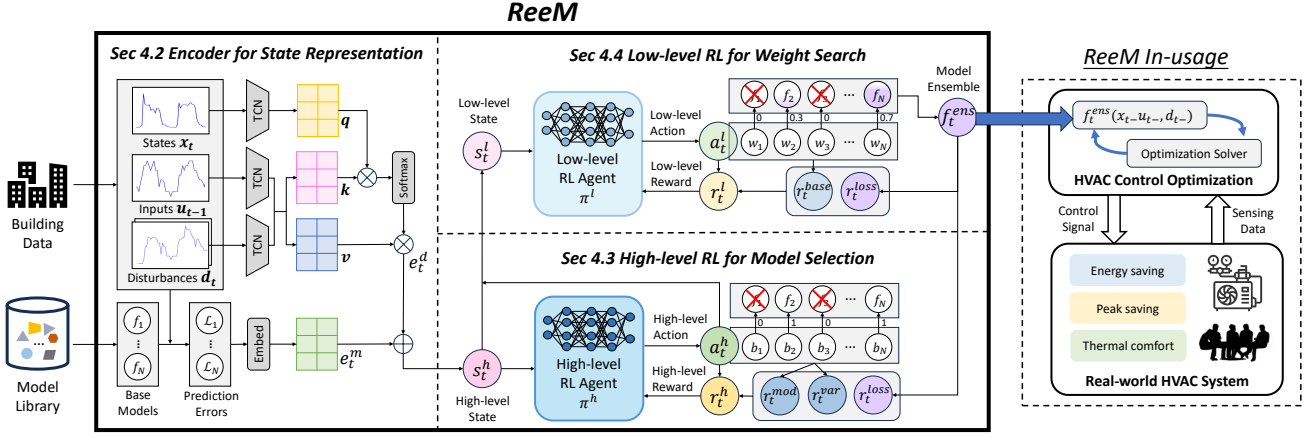 ReeM
Sec 4.2 Encoder for State Representation
States x_t
TCN
q
Inputs u_{t-1}
TCN
k
Softmax
Disturbances d_t
TCN
v
e_t^d
Building
Data
Model
Library
f_1
⋮
f_N
Base
Models
ℒ_1
⋮
ℒ_N
Prediction
Errors
Embed
e_t^m
Sec 4.4 Low-level RL for Weight Search
Low-level
State
s_t^l
Low-level
RL Agent
π^l
Low-level
Action
a_t^l
Low-level
Reward
r_t^l
f_1 f_2 f_3 ... f_N
0 0.3 0 0.7
w_1 w_2 w_3 ... w_N
r_t^{base} r_t^{loss}
Model
Ensemble
f_t^{ens}
Sec 4.3 High-level RL for Model Selection
s_t^h
High-level
State
High-level
RL Agent
π^h
High-level
Action
a_t^h
High-level
Reward
r_t^h
f_1 f_2 f_3 ... f_N
0 1 0 1
b_1 b_2 b_3 ... b_N
r_t^{mod} r_t^{var} r_t^{loss}
ReeM In-usage
f_t^{ens}(x_{t-}u_{t-}, d_{t-})
Optimization Solver
HVAC Control Optimization
Control
Signal
Sensing
Data
Energy saving
Peak saving
Thermal comfort
Real-world HVAC System